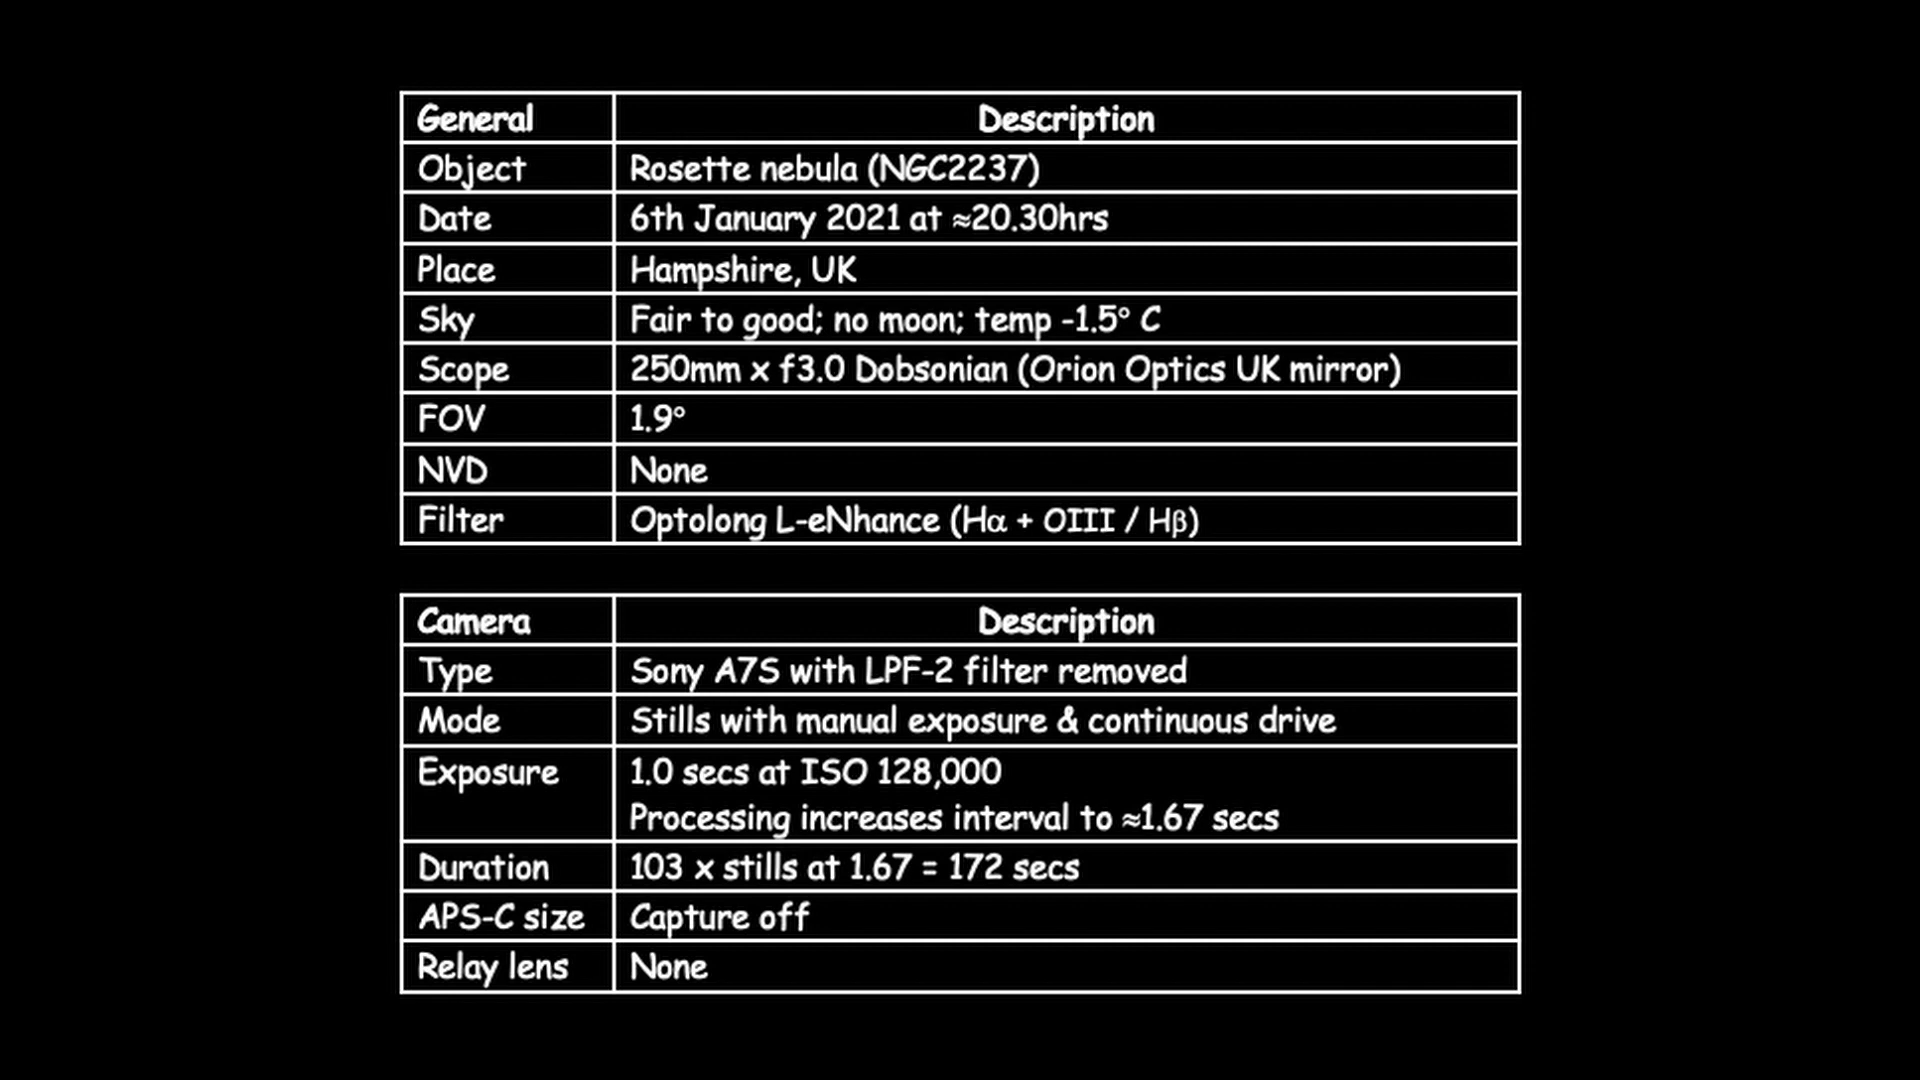 General Description
Object Rosette nebula (NGC2237)
Date 6th January 2021 at ≈20.30hrs
Place Hampshire, UK
Sky Fair to good; no moon; temp -1.5° C
Scope 250mm x f3.0 Dobsonian (Orion Optics UK mirror)
FOV 1.9°
NVD None
Filter Optolong L-eNhance (Hα + OIII / Hβ)
Camera Description
Type Sony A7S with LPF-2 filter removed
Mode Stills with manual exposure & continuous drive
Exposure 1.0 secs at ISO 128,000
Processing increases interval to ≈1.67 secs
Duration 103 x stills at 1.67 = 172 secs
APS-C size Capture off
Relay lens None